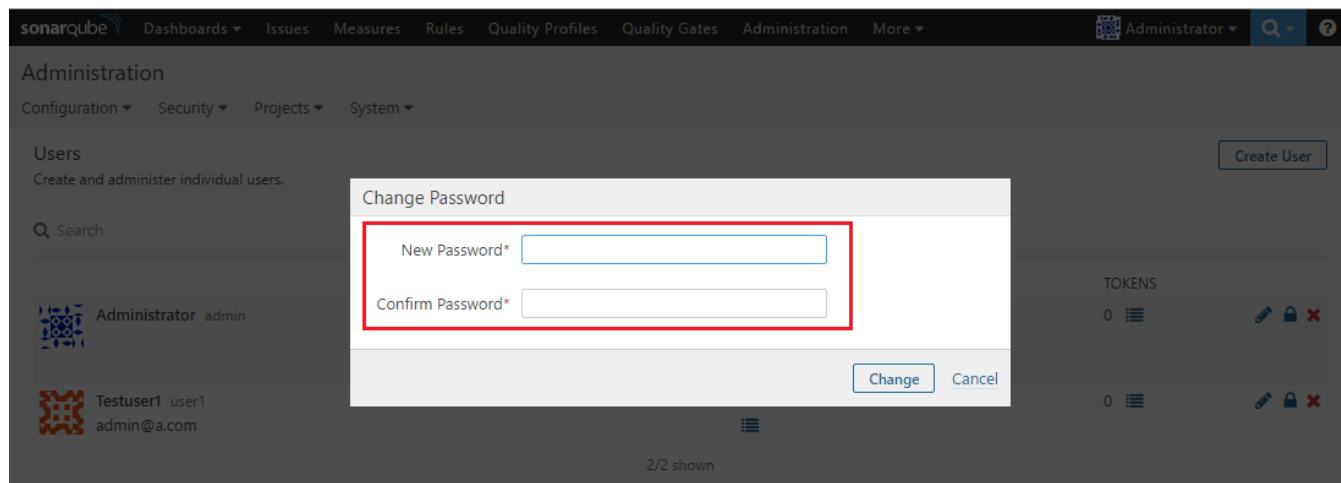 sonarqube Dashboards Issues Measures Rules Quality Profiles Quality Gates Administration More Administrator ?
Administration
Configuration Security Projects System
Users
Create User
Create and administer individual users.
Change Password
Search
New Password*
TOKENS
Confirm Password*
Administrator admin 0
Change Cancel
Testuser1 user1 0
admin@a.com
2/2 shown